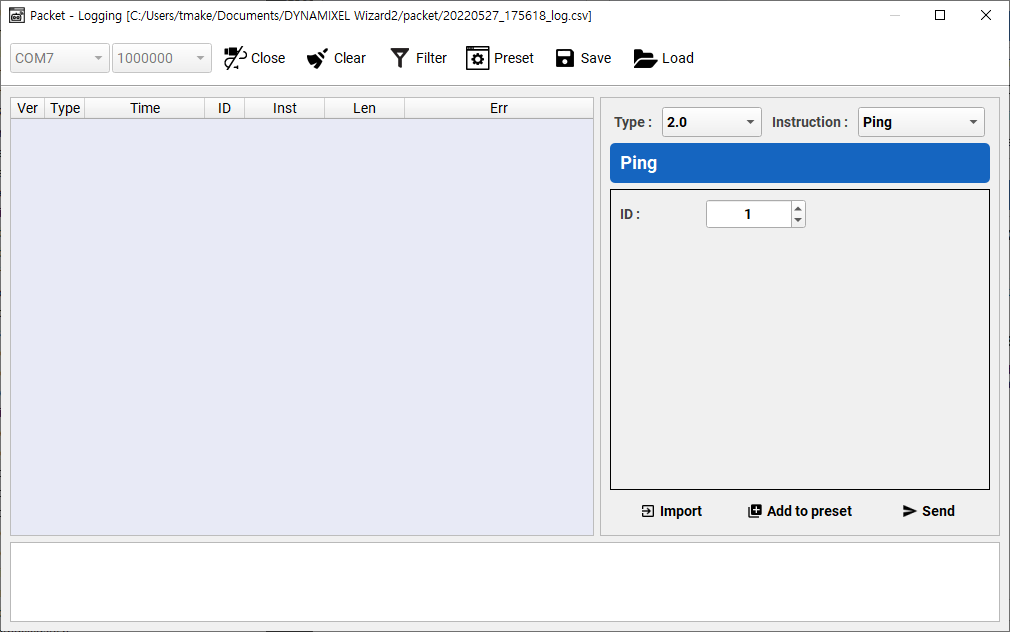 Packet - Logging [C:/Users/tmake/Documents/DYNAMIXEL Wizard2/packet/20220527_175618_log.csv]
COM7 1000000 Close Clear Filter Preset Save Load
Ver Type Time ID Inst Len Err
Type : 2.0 Instruction : Ping
Ping
ID : 1
Import Add to preset Send